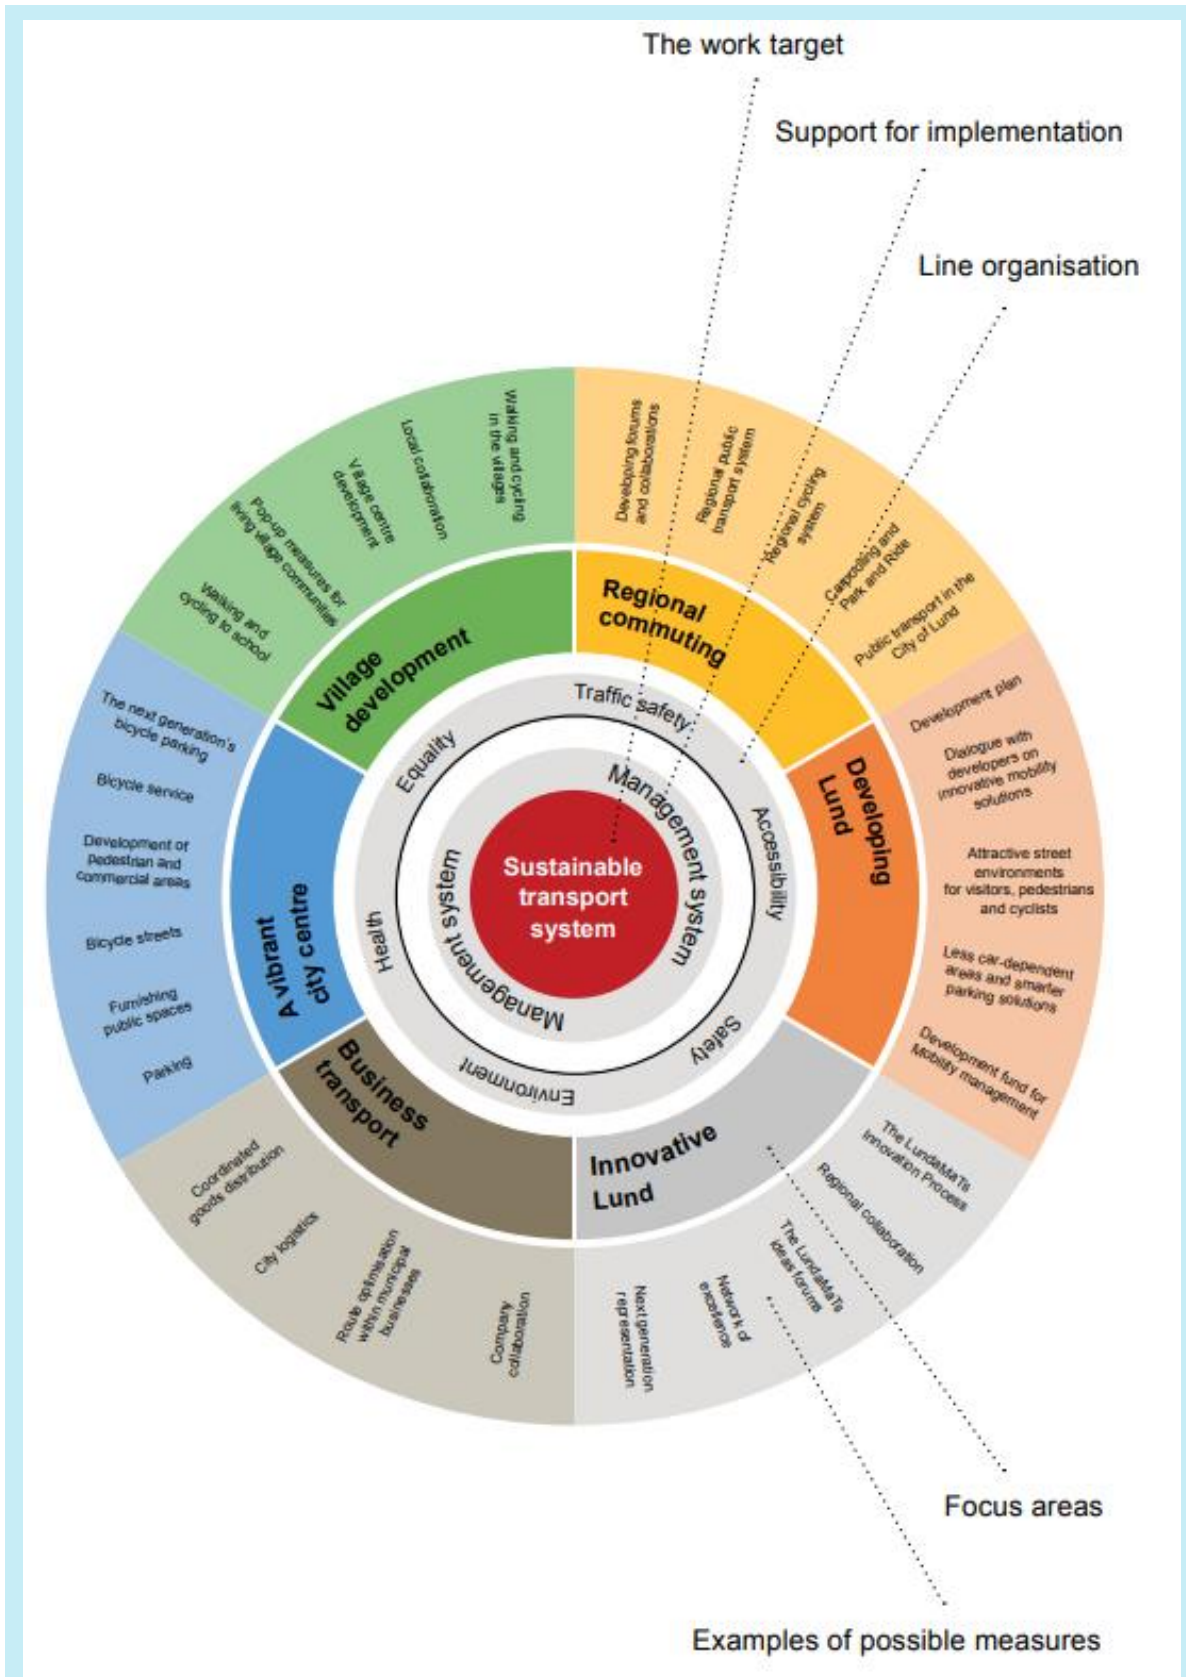 The work target
Support for implementation
Line organisation
Walking and cycling
in the villages
Local collaboration
Village centre
development
Pop-up measures for
living village communities
Walking and
cycling to school
Developing forums
and collaborations
Regional public
transport system
Regional cycling
system
Carpooling and
Park and Ride
Public transport in the
City of Lund
Village
development
Regional
commuting
The next generation's
bicycle parking
Bicycle service
Development of
pedestrian and
commercial areas
Bicycle streets
Furnishing
public spaces
Parking
A vibrant
city centre
Equality
Traffic safety
Accessibility
Safety
Environment
Health
Management system
Management system
Sustainable
transport
system
Developing
Lund
Development plan
Dialogue with
developers on
innovative mobility
solutions
Attractive street
environments
for visitors, pedestrians
and cyclists
Less car-dependent
areas and smarter
parking solutions
Development fund for
Mobility management
Business
transport
Innovative
Lund
Coordinated
goods distribution
City logistics
Route optimisation
within municipal
businesses
Company
collaboration
The LundaMaTs
Innovation Process
Regional collaboration
The LundaMaTs
ideas forums
Network of
excellence
Next generation
representation
Focus areas
Examples of possible measures